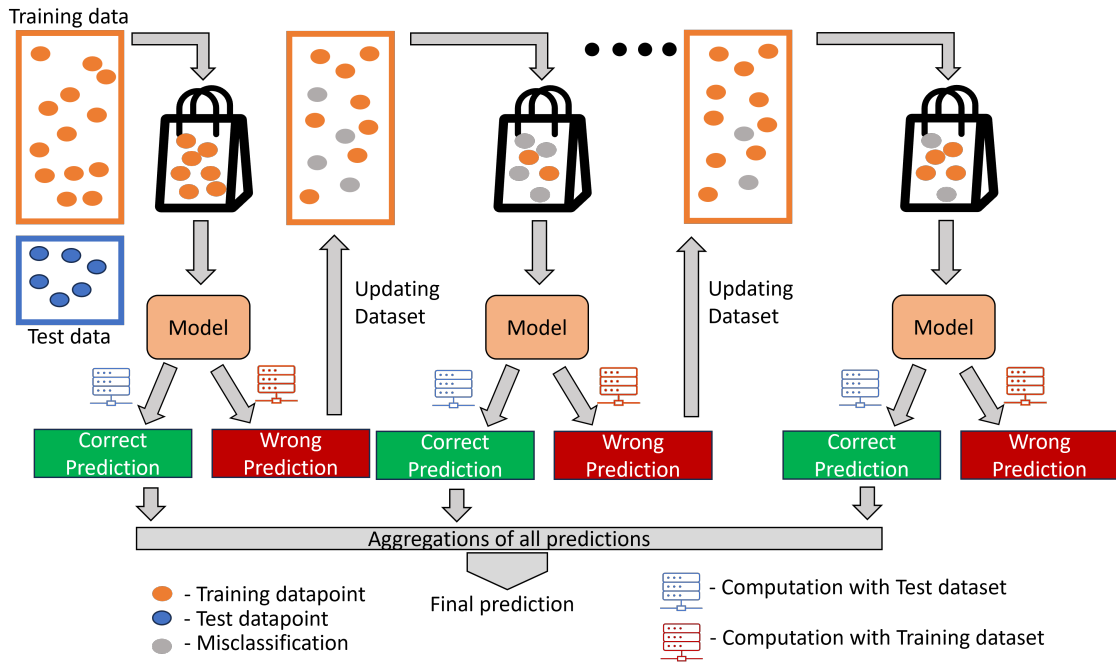 Training data
Test data
Updating
Dataset
Updating
Dataset
Model
Model
Model
Correct
Prediction
Wrong
Prediction
Correct
Prediction
Wrong
Prediction
Correct
Prediction
Wrong
Prediction
Aggregations of all predictions
Final prediction
- Training datapoint
- Test datapoint
- Misclassification
- Computation with Test dataset
- Computation with Training dataset